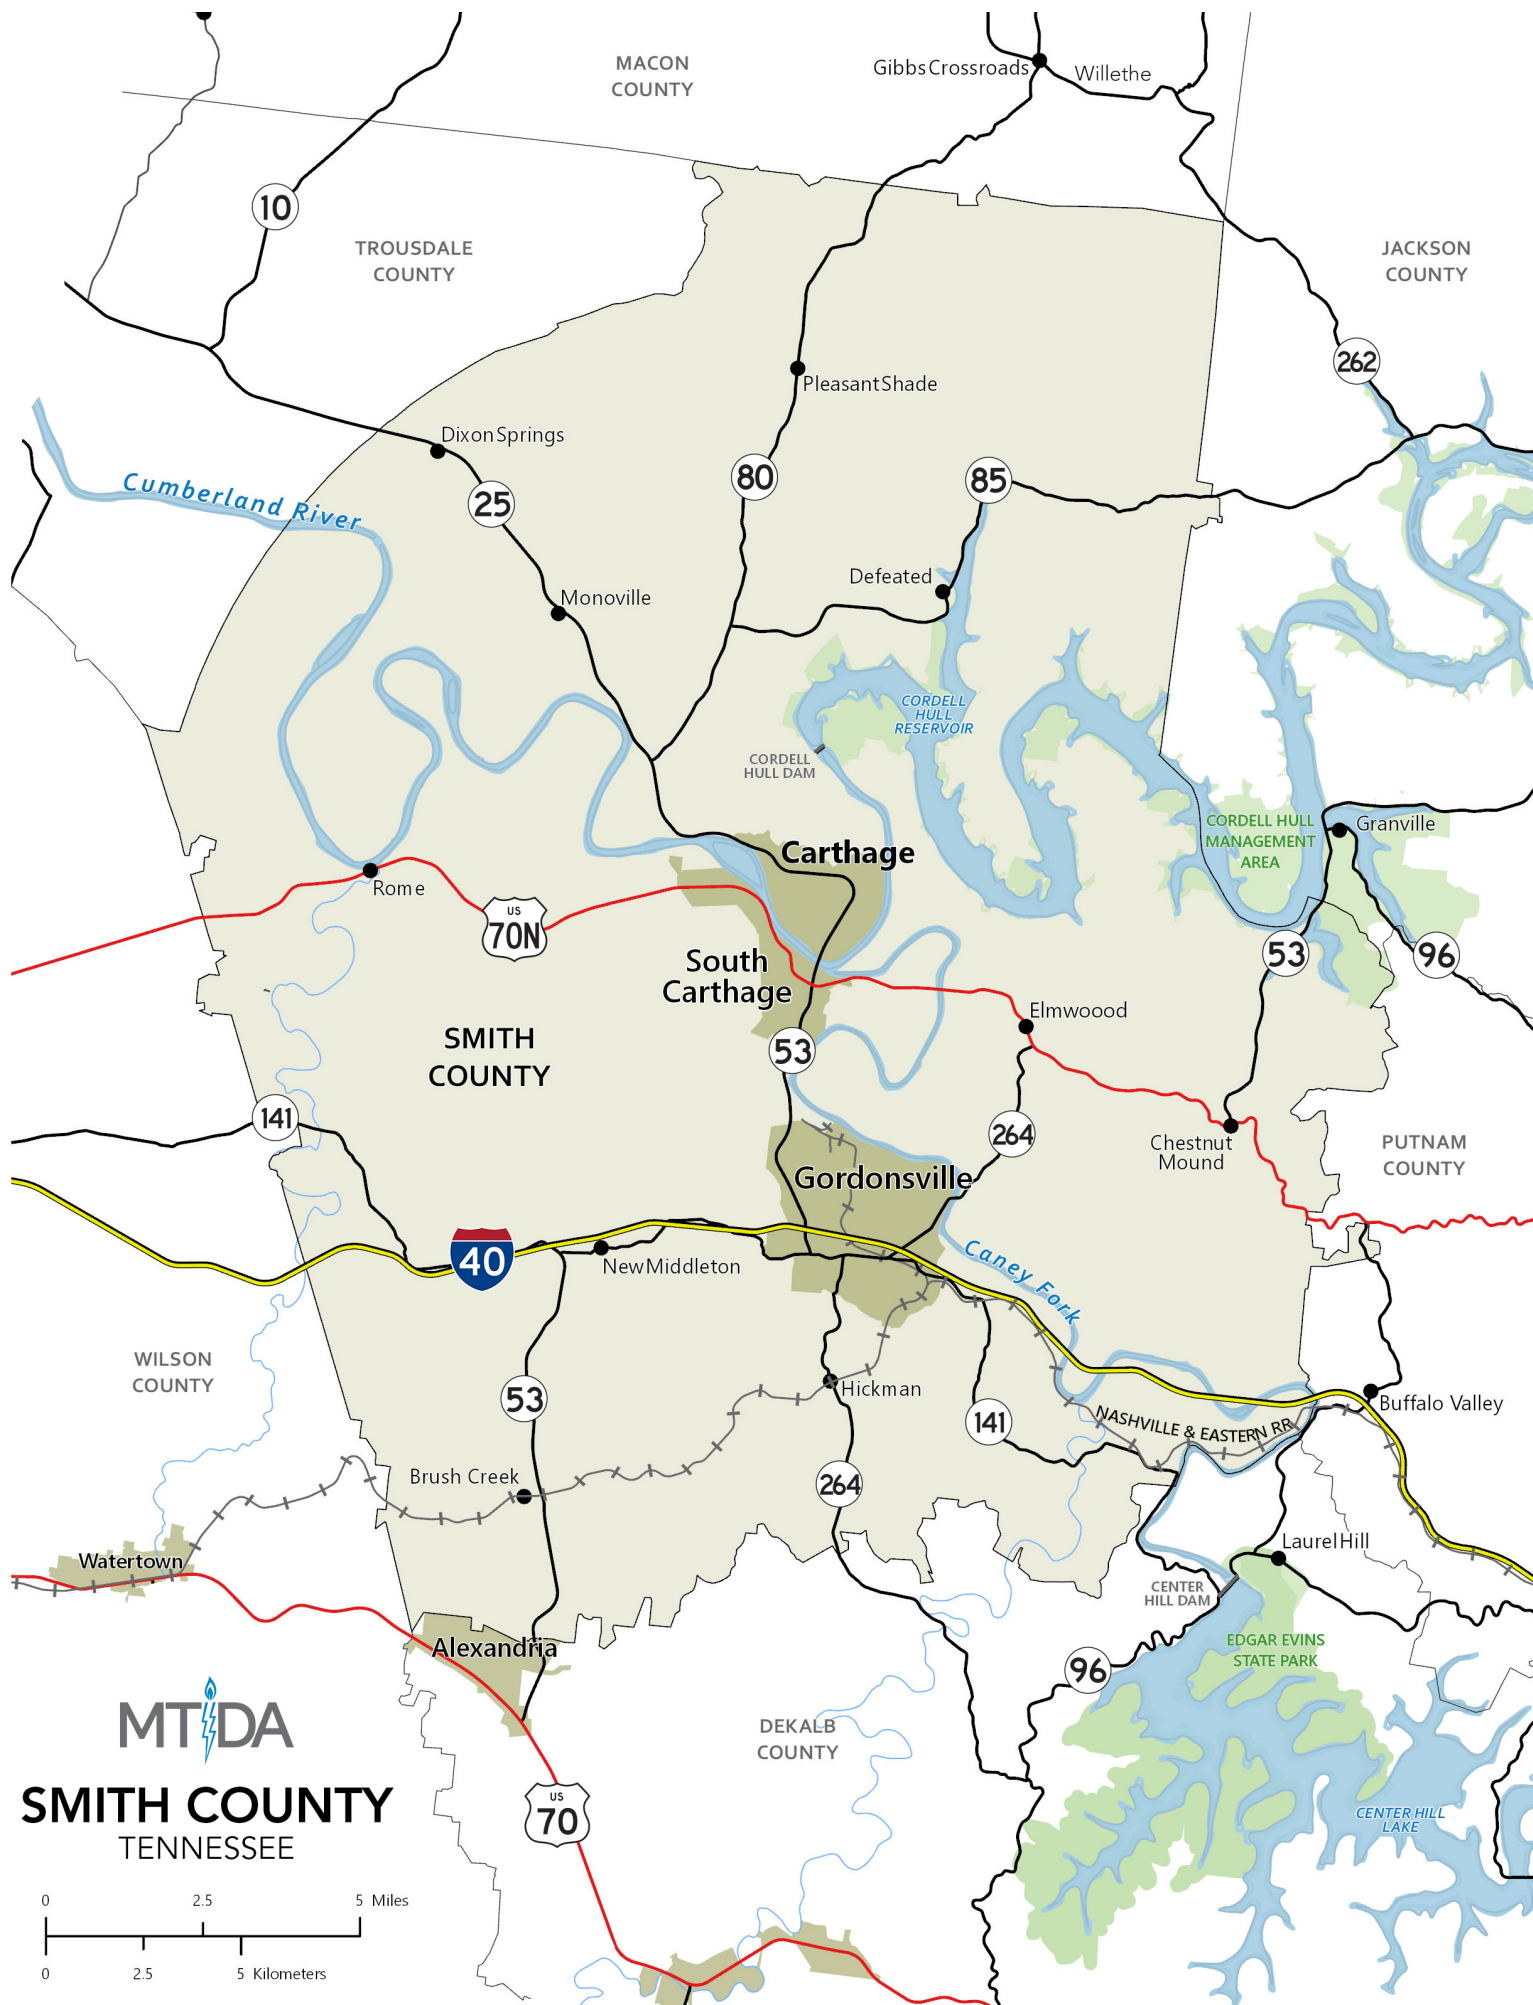 MACON
COUNTY
Gibbs Crossroads
Willethe
10
TROUSDALE
COUNTY
JACKSON
COUNTY
262
Pleasant Shade
Dixon Springs
Cumberland River
25
80
85
Defeated
Monoville
CORDELL
HULL
RESERVOIR
CORDELL
HULL DAM
CORDELL HULL
MANAGEMENT
AREA
Granville
Carthage
Rome
US
70N
South
Carthage
53
96
Elmwoood
SMITH
COUNTY
53
141
264
Chestnut
Mound
PUTNAM
COUNTY
Gordonsville
40
New Middleton
Caney Fork
WILSON
COUNTY
53
Hickman
141
NASHVILLE & EASTERN RR
Buffalo Valley
Brush Creek
264
Watertown
Laurel Hill
CENTER
HILL DAM
Alexandria
96
EDGAR EVINS
STATE PARK
DEKALB
COUNTY
MTIDA
SMITH COUNTY
TENNESSEE
US
70
CENTER HILL
LAKE
0 2.5 5 Miles
0 2.5 5 Kilometers